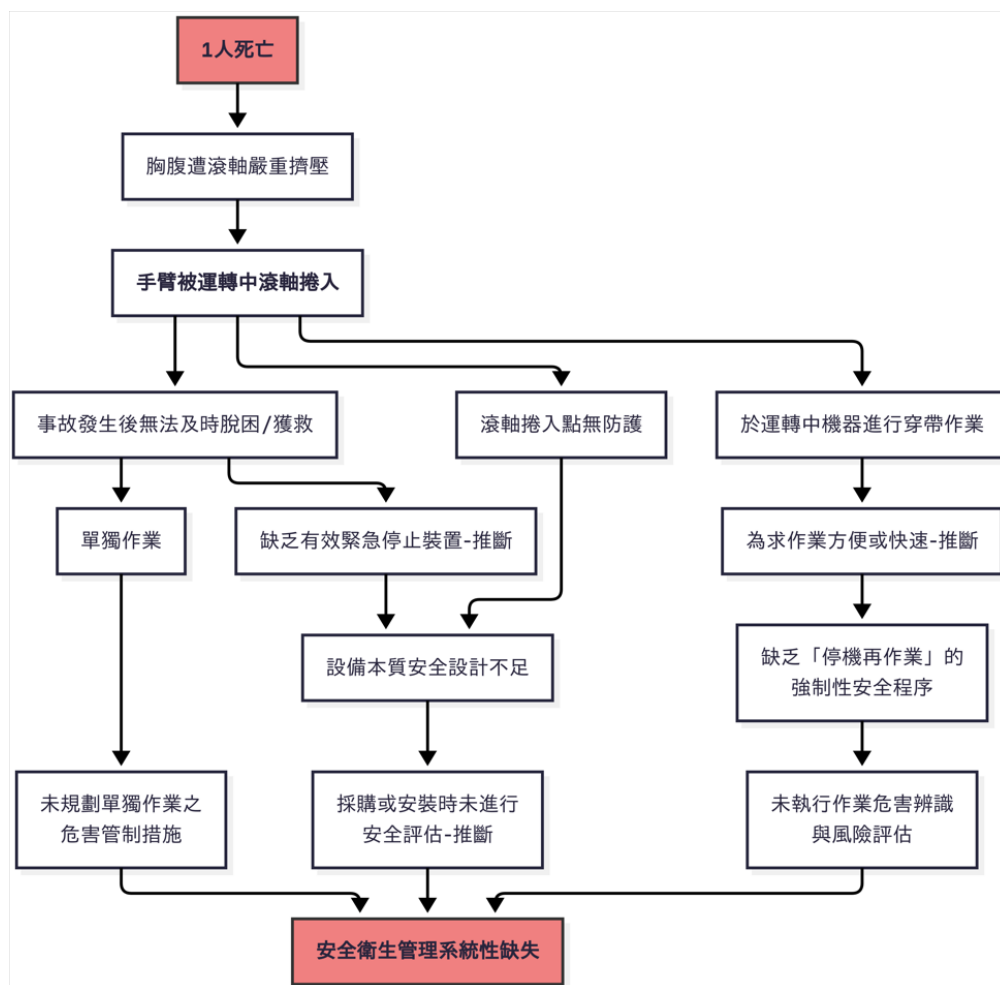 1人死亡
胸腹遭滾軸嚴重擠壓
手臂被運轉中滾軸捲入
事故發生後無法及時脫困/獲救
滾軸捲入點無防護
於運轉中機器進行穿帶作業
單獨作業
缺乏有效緊急停止裝置-推斷
為求作業方便或快速-推斷
設備本質安全設計不足
缺乏「停機再作業」的
強制性安全程序
未規劃單獨作業之
危害管制措施
採購或安裝時未進行
安全評估-推斷
未執行作業危害辨識
與風險評估
安全衛生管理系統性缺失